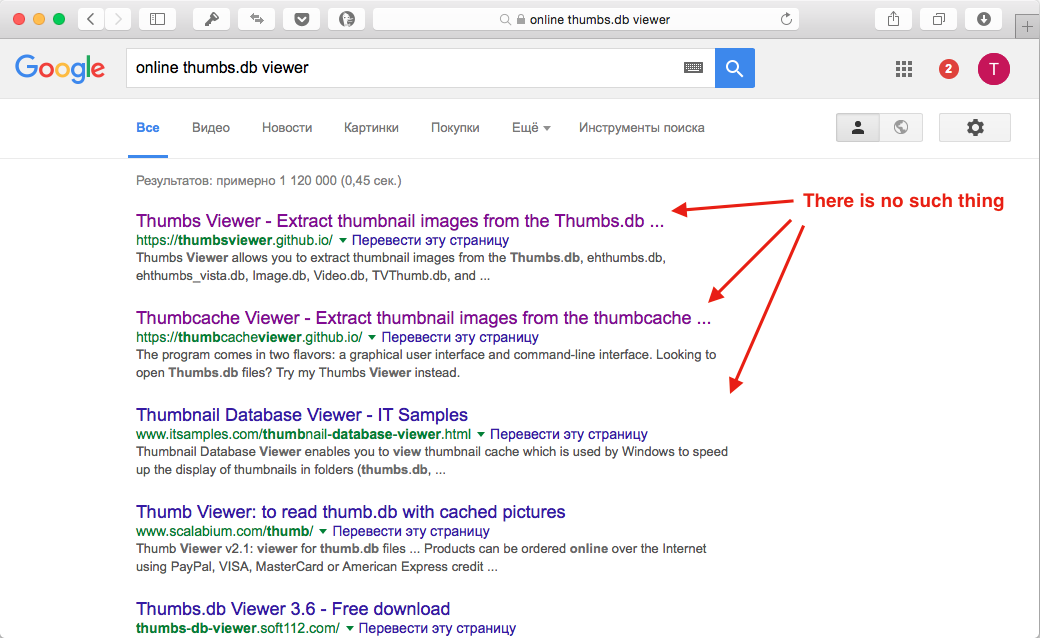 online thumbs.db viewer
Google
online thumbs.db viewer
2
T
Все
Видео
Новости
Картинки
Покупки
Ещё
Инструменты поиска
Результатов: примерно 1 120 000 (0,45 сек.)
There is no such thing
Thumbs Viewer - Extract thumbnail images from the Thumbs.db ...
https://thumbsviewer.github.io/ Перевести эту страницу
Thumbs Viewer allows you to extract thumbnail images from the Thumbs.db, ehthumbs.db,
ehthumbs_vista.db, Image.db, Video.db, TVThumb.db, and ...
Thumbcache Viewer - Extract thumbnail images from the thumbcache ...
https://thumbcacheviewer.github.io/ Перевести эту страницу
The program comes in two flavors: a graphical user interface and command-line interface. Looking to
open Thumbs.db files? Try my Thumbs Viewer instead.
Thumbnail Database Viewer - IT Samples
www.itsamples.com/thumbnail-database-viewer.html Перевести эту страницу
Thumbnail Database Viewer enables you to view thumbnail cache which is used by Windows to speed
up the display of thumbnails in folders (thumbs.db, ...
Thumb Viewer: to read thumb.db with cached pictures
www.scalabium.com/thumb/ Перевести эту страницу
Thumb Viewer v2.1: viewer for thumb.db files ... Products can be ordered online over the Internet
using PayPal, VISA, MasterCard or American Express credit ...
Thumbs.db Viewer 3.6 - Free download
thumbs-db-viewer.soft112.com/ Перевести эту страницу